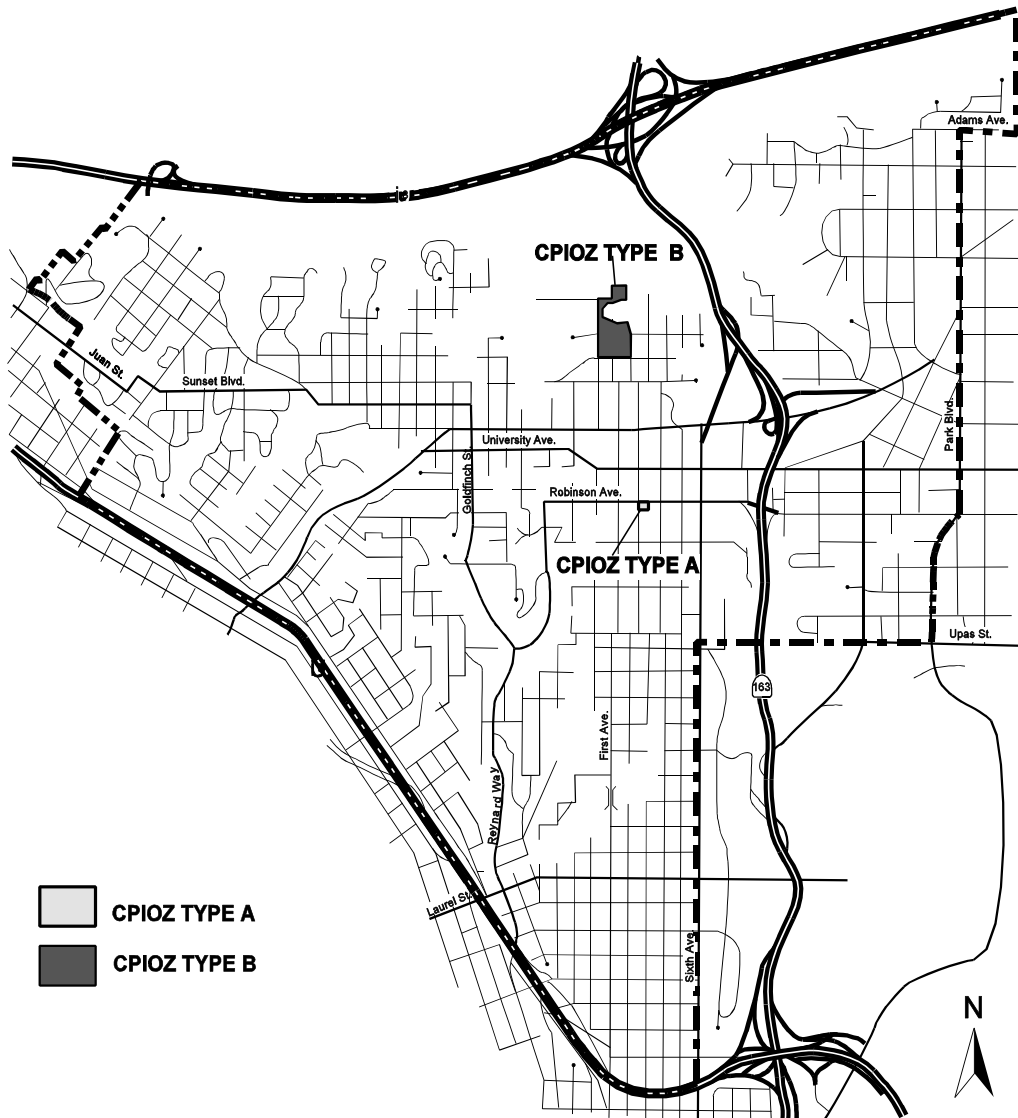 Adams Ave.
CPIOZ TYPE B
Juan St.
Sunset Blvd.
Park Blvd.
University Ave.
Goldfinch St.
Robinson Ave.
CPIOZ TYPE A
Upas St.
163
First Ave.
Reynard Way
Laurel St.
CPIOZ TYPE A
Sixth Ave.
CPIOZ TYPE B
N